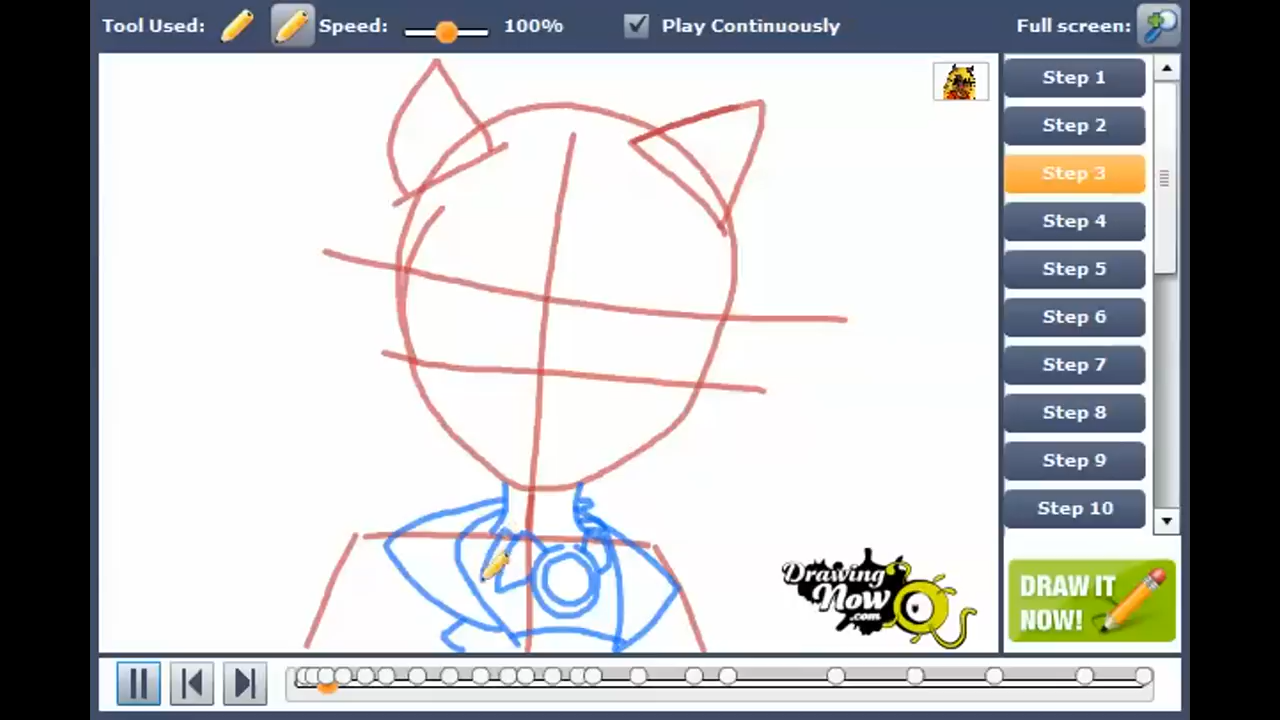 Tool Used: Speed: 100% Play Continuously Full screen:
Step 1
Step 2
Step 3
Step 4
Step 5
Step 6
Step 7
Step 8
Step 9
Step 10
Drawing
Now
.com
DRAW IT
NOW!